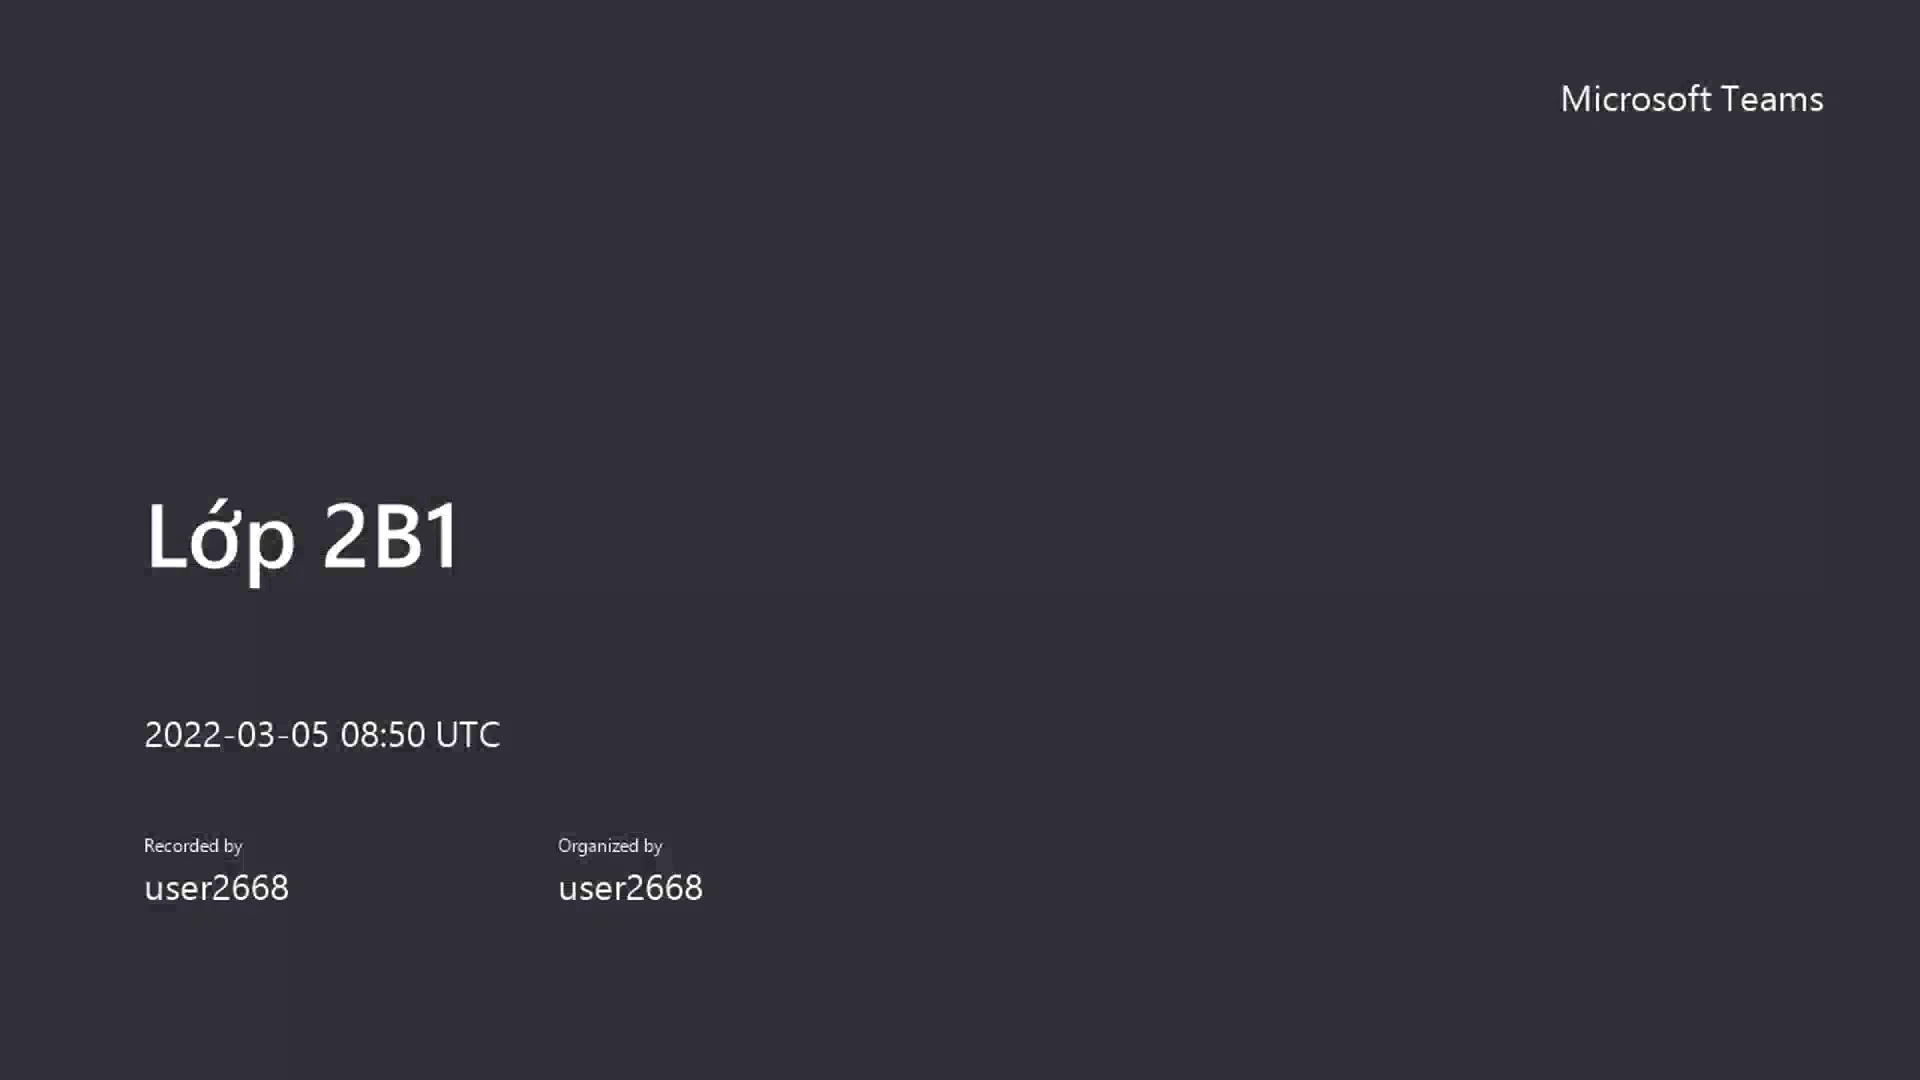 Microsoft Teams
Lớp 2B1
2022-03-05 08:50 UTC
Recorded by
user2668
Organized by
user2668